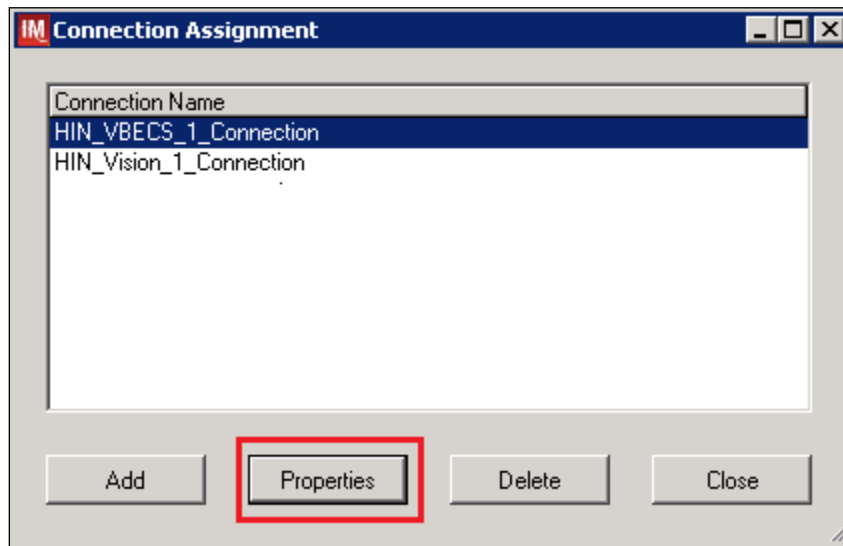 IM Connection Assignment
Connection Name
HIN_VBECS_1_Connection
HIN_Vision_1_Connection
Add Properties Delete Close